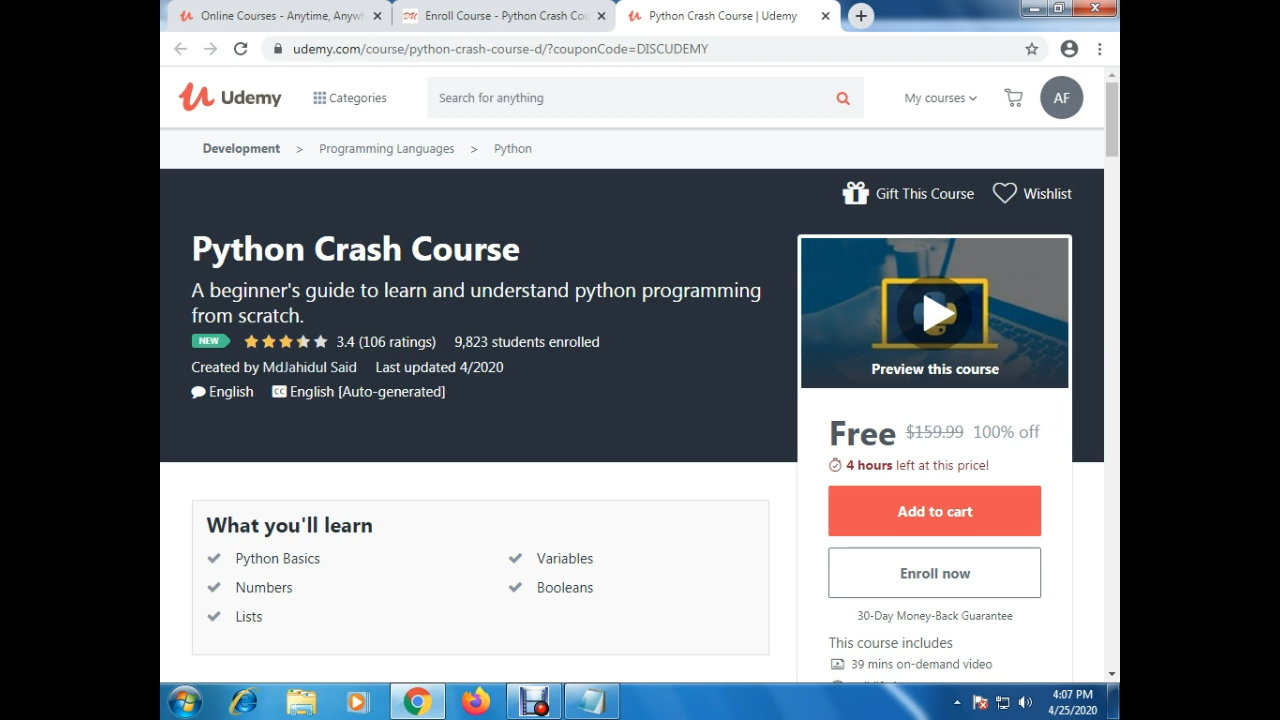 Online Courses - Anytime, Anywh
Enroll Course - Python Crash Cou
Python Crash Course | Udemy
udemy.com/course/python-crash-course-d/?couponCode=DISCUDEMY
Udemy
Categories
Search for anything
My courses
AF
Development > Programming Languages > Python
Gift This Course
Wishlist
Python Crash Course
A beginner's guide to learn and understand python programming
from scratch.
NEW 3.4 (106 ratings) 9,823 students enrolled
Created by MdJahidul Said Last updated 4/2020
English CC English [Auto-generated]
Preview this course
Free $159.99 100% off
4 hours left at this price!
Add to cart
Enroll now
30-Day Money-Back Guarantee
This course includes
39 mins on-demand video
What you'll learn
Python Basics
Variables
Numbers
Booleans
Lists
4:07 PM
4/25/2020